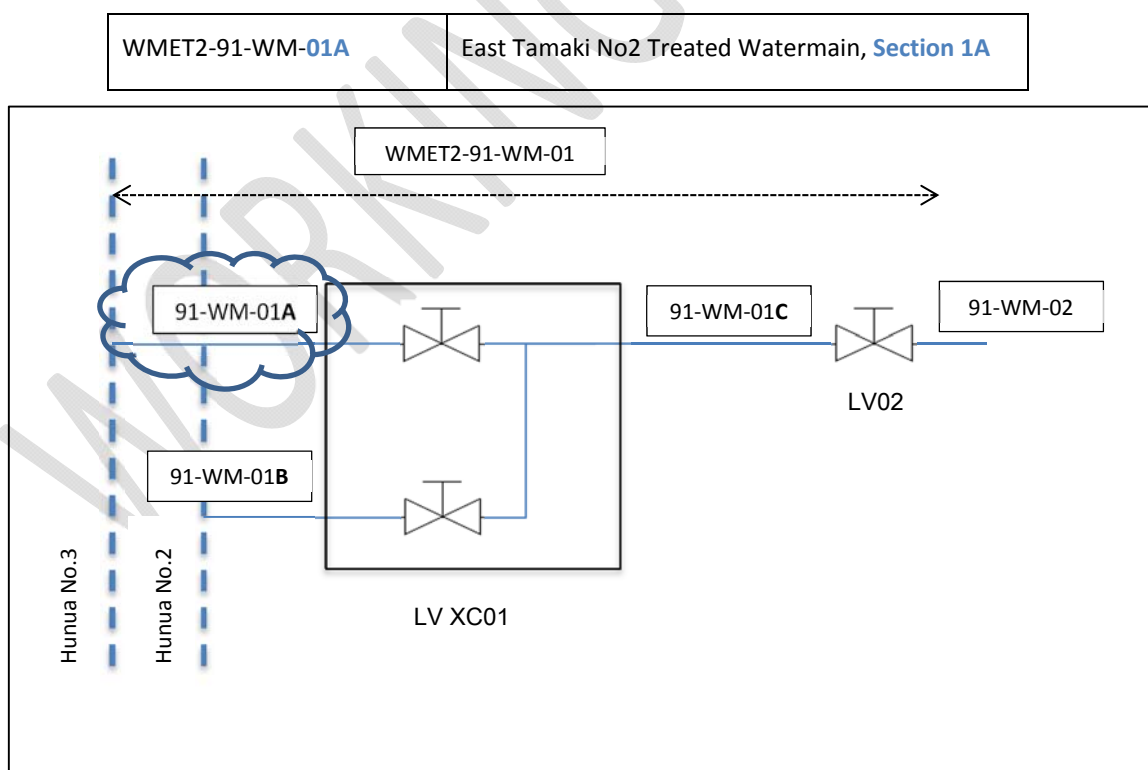 WMET2-91-WM-01A East Tamaki No2 Treated Watermain, Section 1A
WMET2-91-WM-01
91-WM-01A
91-WM-01C
91-WM-02
LV02
91-WM-01B
Hunua No.3
Hunua No.2
LV XC01
WORKING